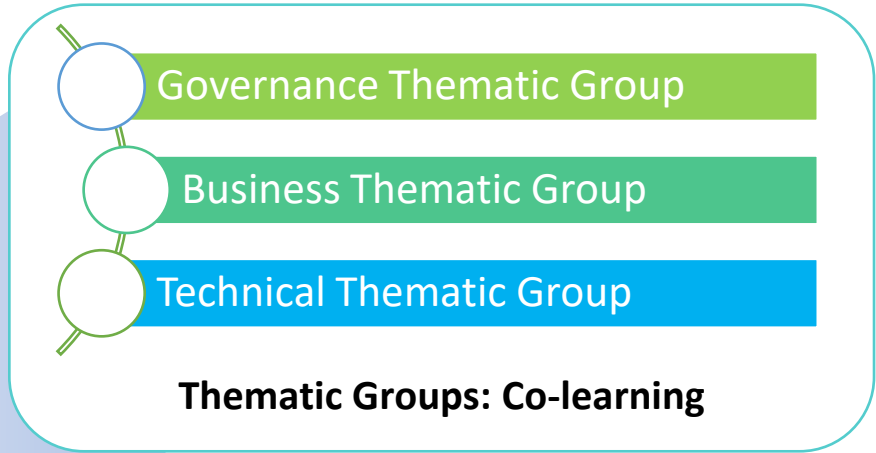 Governance Thematic Group
Business Thematic Group
Technical Thematic Group
Thematic Groups: Co-learning